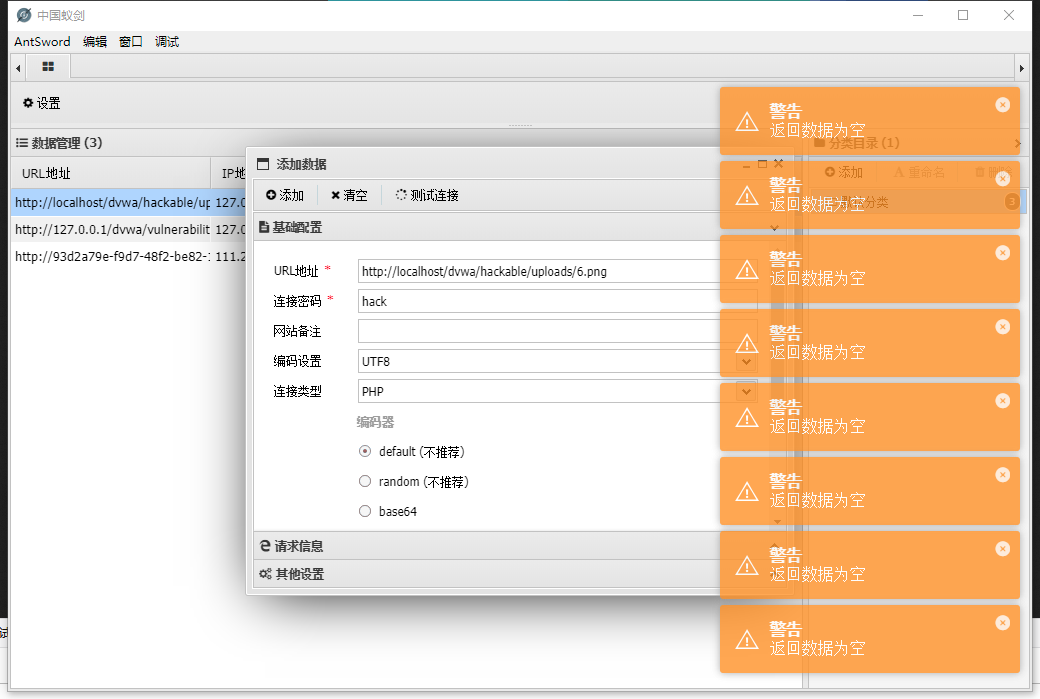 中国蚁剑
AntSword 编辑 窗口 调试
设置
数据管理 (3)
URL地址 IP地
http://localhost/dvwa/hackable/up 127.0
http://127.0.0.1/dvwa/vulnerabilit 127.0
http://93d2a79e-f9d7-48f2-be82- 111.2
添加数据
添加 清空 测试连接
基础配置
URL地址 * http://localhost/dvwa/hackable/uploads/6.png
连接密码 * hack
网站备注
编码设置 UTF8
连接类型 PHP
编码器
default (不推荐)
random (不推荐)
base64
请求信息
其他设置
分类目录 (1)
添加 重命名 删
分类 3
警告
返回数据为空
警告
返回数据为空
警告
返回数据为空
警告
返回数据为空
警告
返回数据为空
警告
返回数据为空
警告
返回数据为空
警告
返回数据为空
试